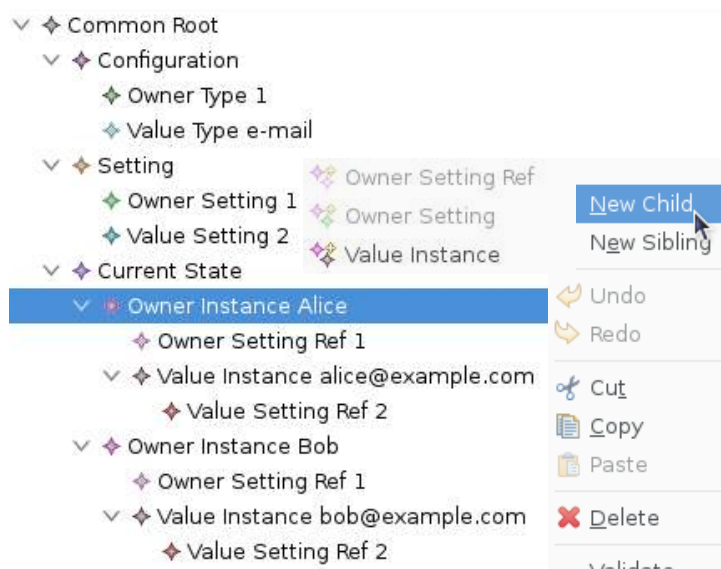 Common Root
Configuration
Owner Type 1
Value Type e-mail
Setting
Owner Setting 1
Value Setting 2
Current State
Owner Instance Alice
Owner Setting Ref 1
Value Instance alice@example.com
Value Setting Ref 2
Owner Instance Bob
Owner Setting Ref 1
Value Instance bob@example.com
Value Setting Ref 2
Owner Setting Ref
Owner Setting
Value Instance
New Child
New Sibling
Undo
Redo
Cut
Copy
Paste
Delete
Validate